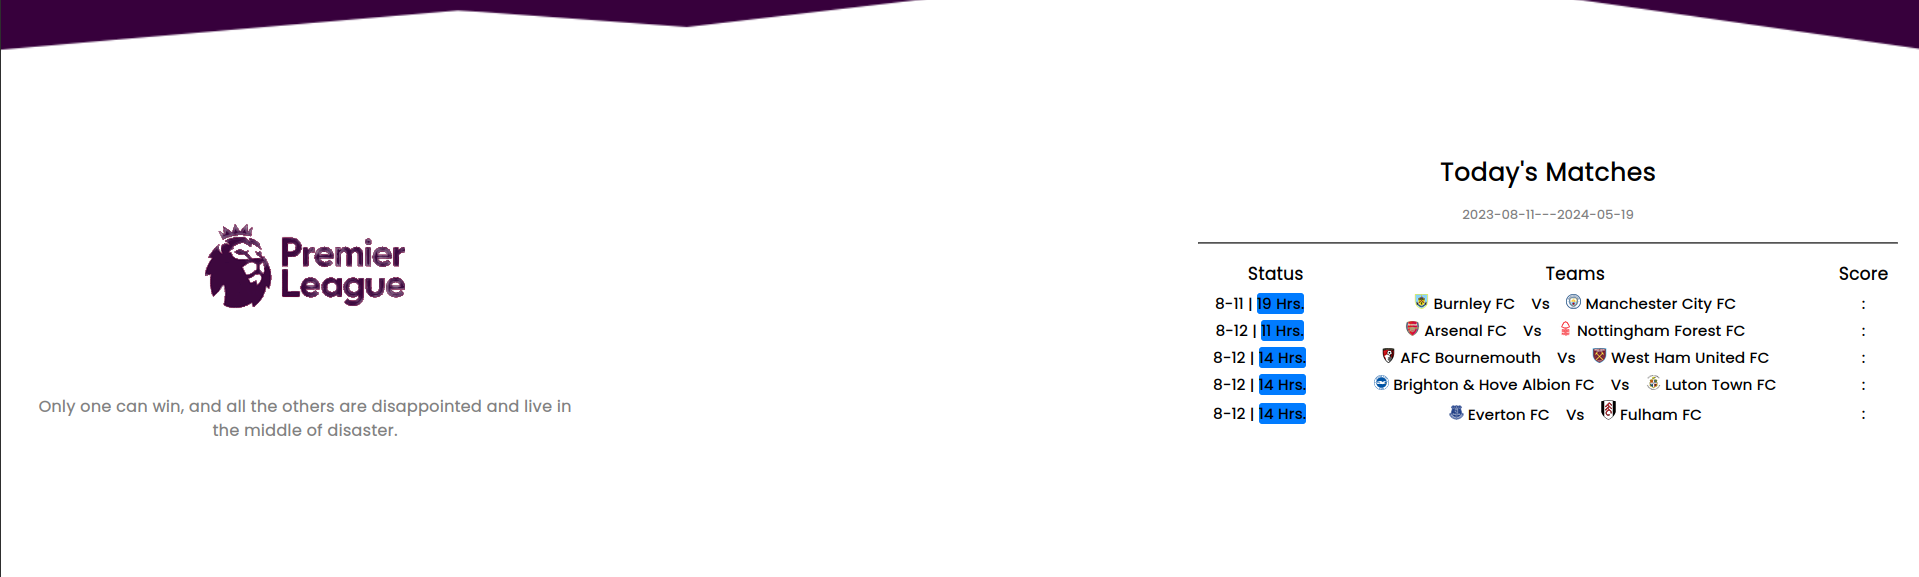 Premier
League
Only one can win, and all the others are disappointed and live in
the middle of disaster.
Today's Matches
2023-08-11---2024-05-19
Status Teams Score
8-11 | 19 Hrs. Burnley FC Vs Manchester City FC :
8-12 | 11 Hrs. Arsenal FC Vs Nottingham Forest FC :
8-12 | 14 Hrs. AFC Bournemouth Vs West Ham United FC :
8-12 | 14 Hrs. Brighton & Hove Albion FC Vs Luton Town FC :
8-12 | 14 Hrs. Everton FC Vs Fulham FC :